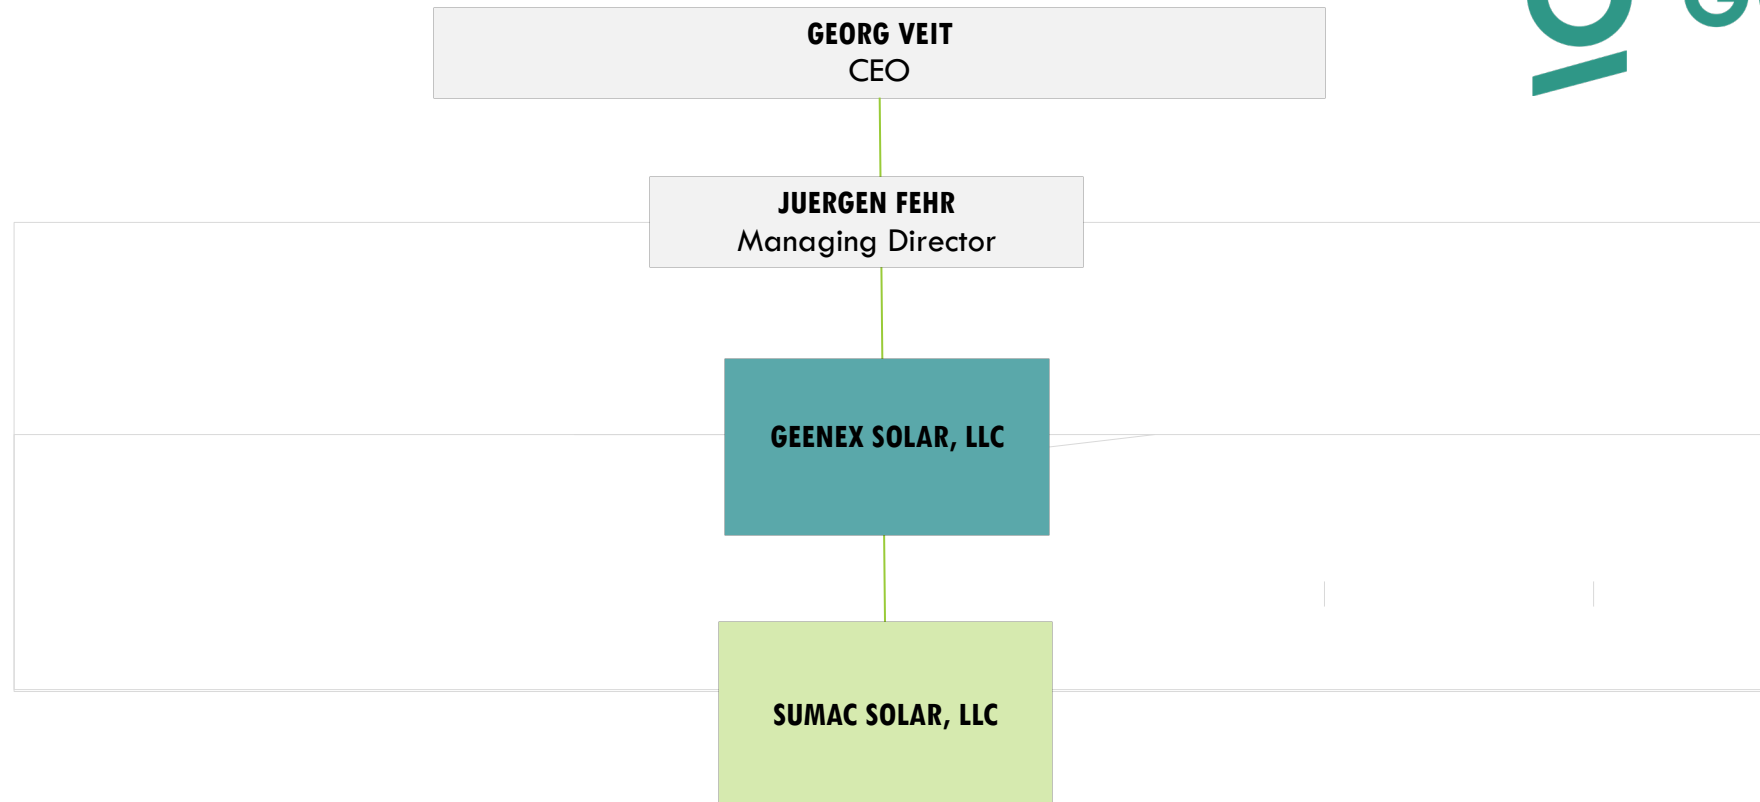 GEORG VEIT
CEO
JUERGEN FEHR
Managing Director
GEENEX SOLAR, LLC
SUMAC SOLAR, LLC